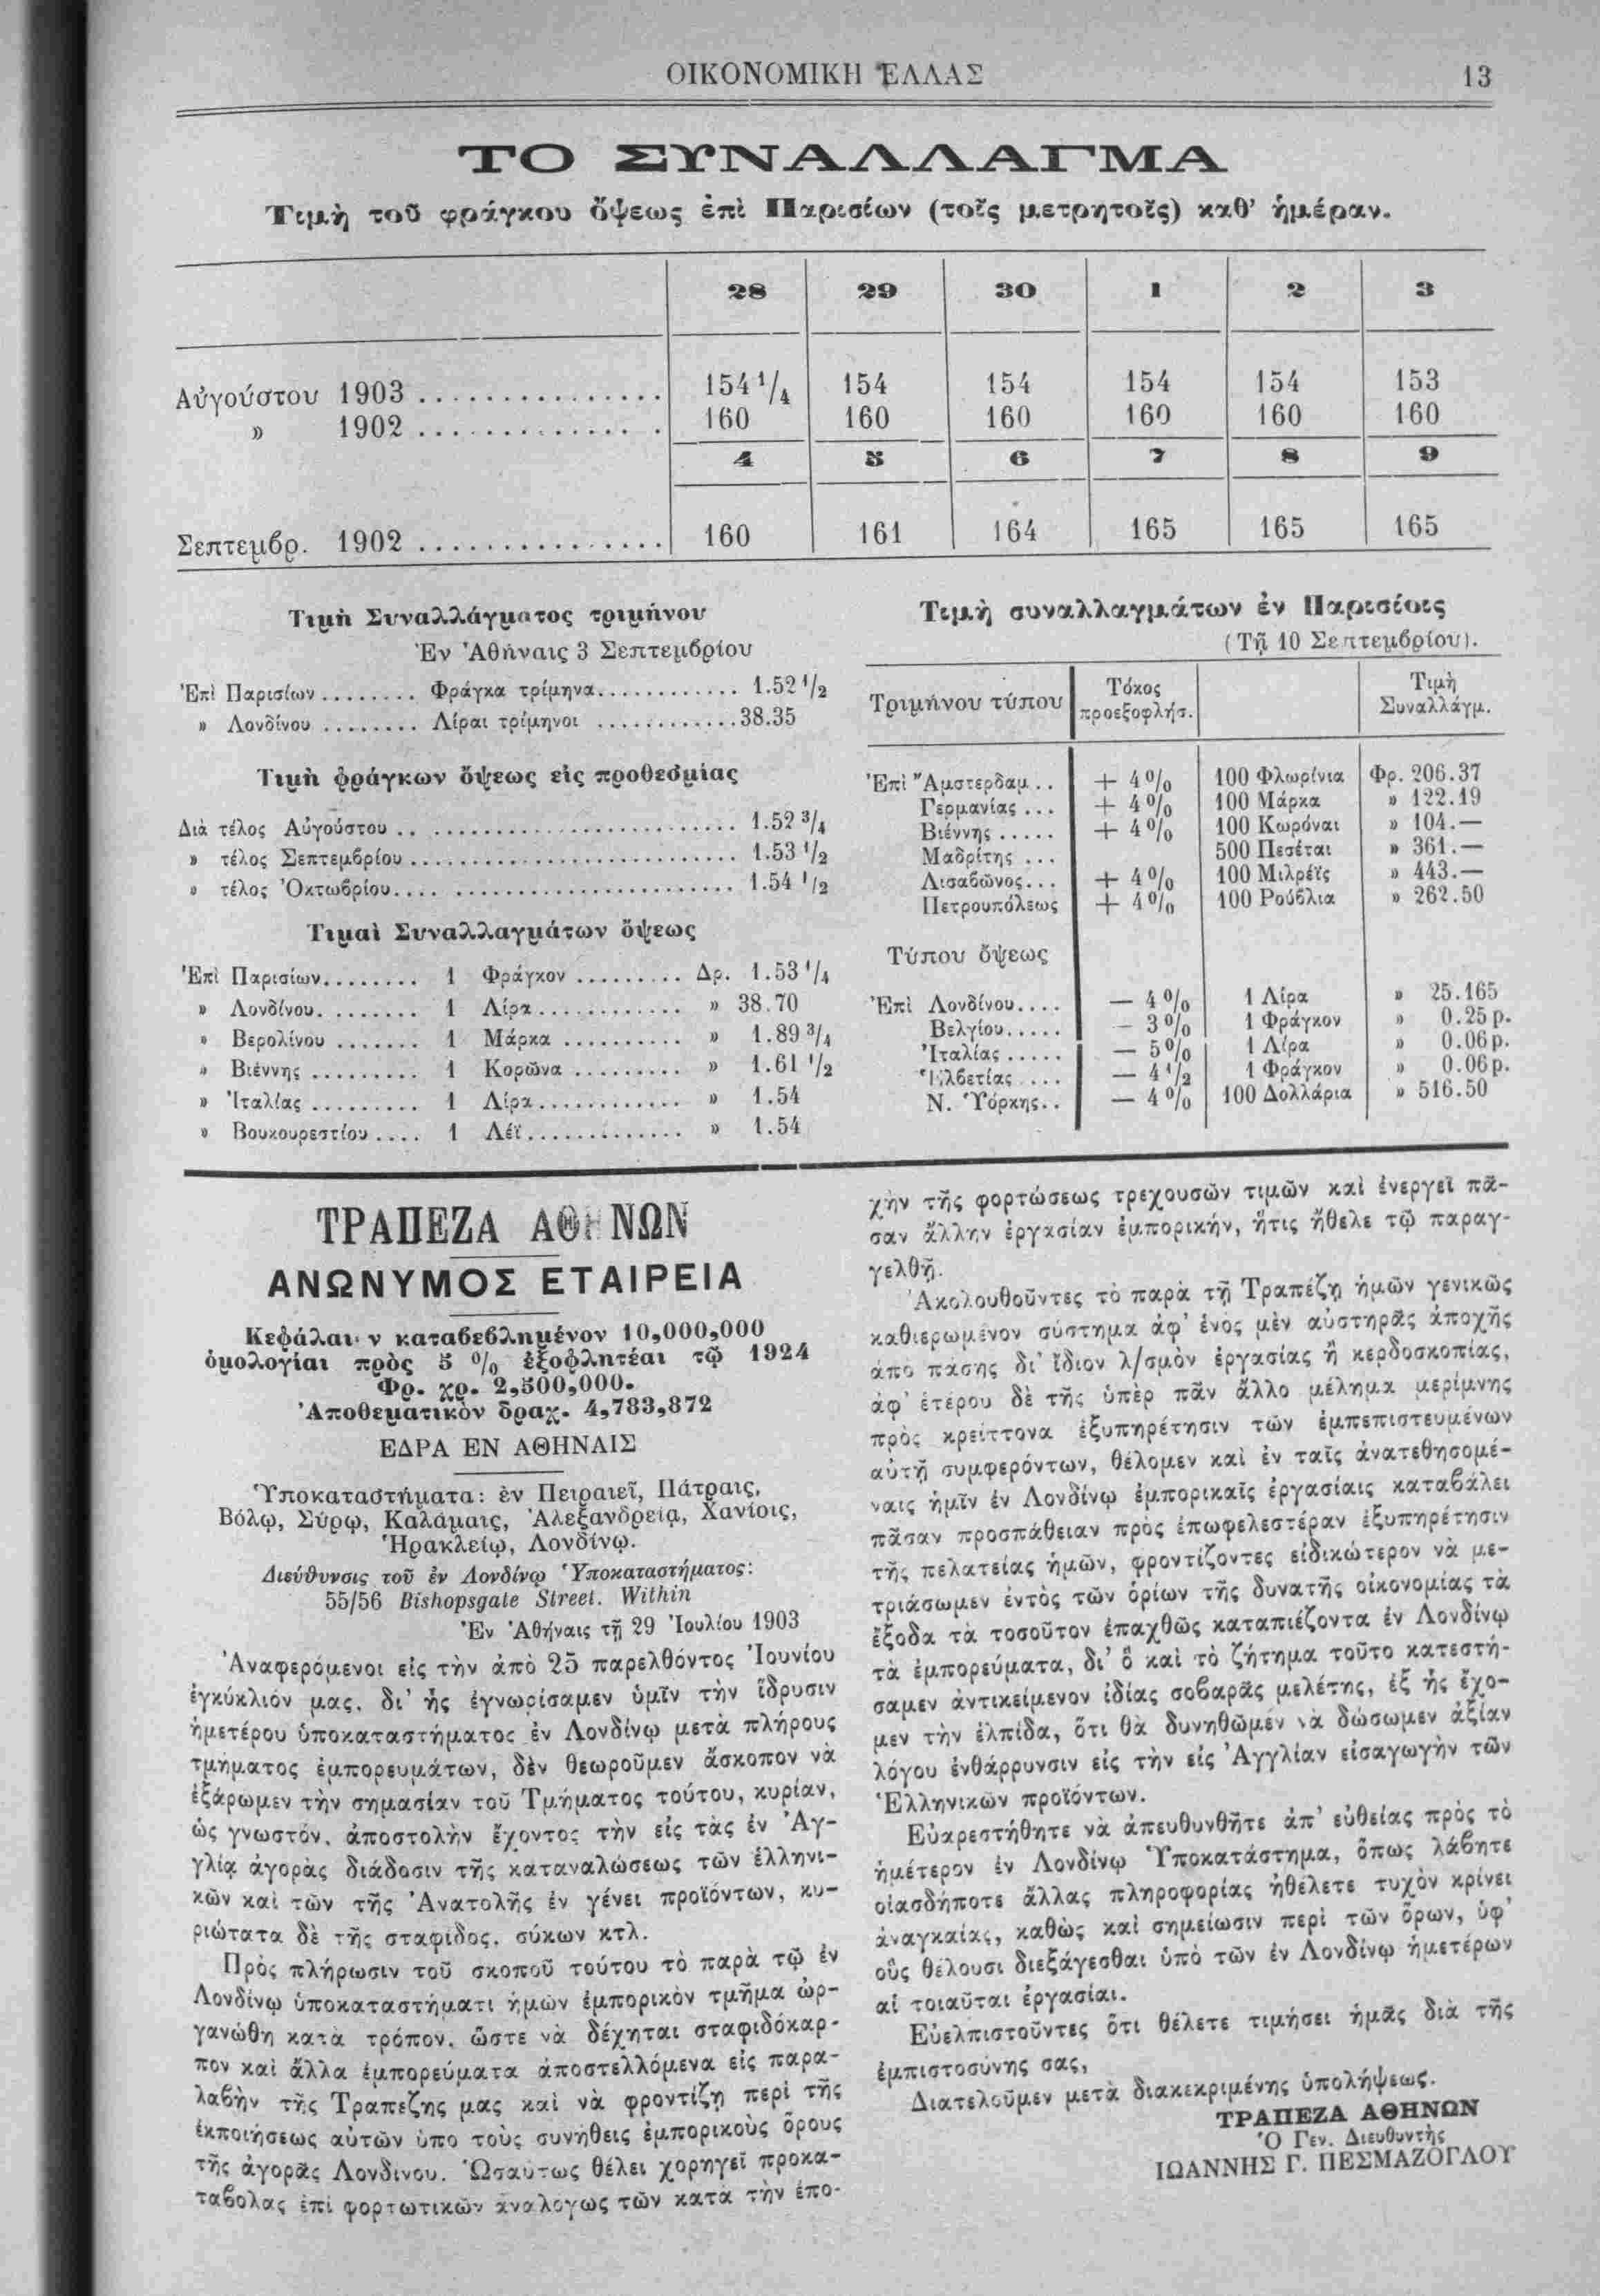 ΟΙΚΟΝΟΜΙΚΗ ἙΛΛΑΣ 13
ΤΟ ΣΥΝΑΛΛΑΓΜΑ
Τιμὴ τοῦ φράγκου ὄψεως ἐπὶ Παρισίων (τοῖς μετρητοῖς) καθ’ ἡμέραν.
28 29 30 1 2 3
Αὐγούστου 1903 ............... 154 1/4 154 154 154 154 153
» 1902 ............... 160 160 160 160 160 160
4 5 6 7 8 9
Σεπτεμβρ. 1902 ............... 160 161 164 165 165 165
Τιμὴ Συναλλάγματος τριμήνου
Ἐν Ἀθήναις 3 Σεπτεμβρίου
Ἐπὶ Παρισίων ........ Φράγκα τρίμηνα ............ 1.52 1/2
» Λονδίνου ........ Λίραι τρίμηνοι ............ 38.35
Τιμὴ φράγκων ὄψεως εἰς προθεσμίας
Διὰ τέλος Αὐγούστου .. ...................... 1.52 3/4
» τέλος Σεπτεμβρίου ........................ 1.53 1/2
» τέλος Ὀκτωβρίου.... ...................... 1.54 1/2
Τιμαὶ Συναλλαγμάτων ὄψεως
Ἐπὶ Παρισίων........ 1 Φράγκον ......... Δρ. 1.53 1/4
» Λονδίνου......... 1 Λίρα ............ » 38.70
» Βερολίνου ....... 1 Μάρκα .......... » 1.89 3/4
» Βιέννης ......... 1 Κορῶνα ......... » 1.61 1/2
» Ἰταλίας ......... 1 Λίρα............ » 1.54
» Βουκουρεστίου .... 1 Λέϊ ............. » 1.54
Τιμὴ συναλλαγμάτων ἐν Παρισίοις
(Τῇ 10 Σεπτεμβρίου).
Τριμήνου τύπου Τόκος προεξοφλήσ. Τιμὴ Συναλλάγμ.
Ἐπὶ Ἄμστερδαμ .. + 4 % 100 Φλωρίνια Φρ. 206.37
Γερμανίας ... + 4 % 100 Μάρκα » 122.19
Βιέννης ..... + 4 % 100 Κωρόναι » 104.—
Μαδρίτης ... 500 Πεσέται » 361.—
Λισαβῶνος... + 4 % 100 Μιλρέϊς » 443.—
Πετρουπόλεως + 4 % 100 Ρούβλια » 262.50
Τύπου ὄψεως
Ἐπὶ Λονδίνου.... — 4 % 1 Λίρα » 25.165
Βελγίου..... — 3 % 1 Φράγκον » 0.25 p.
Ἰταλίας ..... — 5 % 1 Λίρα » 0.06 p.
Ἑλβετίας .... — 4 1/2 1 Φράγκον » 0.06 p.
Ν. Ὑόρκης.. — 4 % 100 Δολλάρια » 516.50
ΤΡΑΠΕΖΑ ΑΘΗΝΩΝ
ΑΝΩΝΥΜΟΣ ΕΤΑΙΡΕΙΑ
Κεφάλαιον καταβεβλημένον 10,000,000
ὁμολογίαι πρὸς 5 % ἐξοφλητέαι τῷ 1924
Φρ. χρ. 2,500,000.
Ἀποθεματικὸν δραχ. 4,783,872
ΕΔΡΑ ΕΝ ΑΘΗΝΑΙΣ
Ὑποκαταστήματα: ἐν Πειραιεῖ, Πάτραις,
Βόλῳ, Σύρῳ, Καλάμαις, Ἀλεξανδρείᾳ, Χανίοις,
Ἡρακλείῳ, Λονδίνῳ.
Διεύθυνσις τοῦ ἐν Λονδίνῳ Ὑποκαταστήματος:
55/56 Bishopsgate Street. Within
Ἐν Ἀθήναις τῇ 29 Ἰουλίου 1903
Ἀναφερόμενοι εἰς τὴν ἀπὸ 25 παρελθόντος Ἰουνίου
ἐγκύκλιόν μας, δι’ ἧς ἐγνωρίσαμεν ὑμῖν τὴν ἵδρυσιν
ἡμετέρου ὑποκαταστήματος ἐν Λονδίνῳ μετὰ πλήρους
τμήματος ἐμπορευμάτων, δὲν θεωροῦμεν ἄσκοπον νὰ
ἐξάρωμεν τὴν σημασίαν τοῦ Τμήματος τούτου, κυρίαν,
ὡς γνωστόν, ἀποστολὴν ἔχοντος τὴν εἰς τὰς ἐν Ἀγ-
γλίᾳ ἀγορὰς διάδοσιν τῆς καταναλώσεως τῶν ἑλληνι-
κῶν καὶ τῶν τῆς Ἀνατολῆς ἐν γένει προϊόντων, κυ-
ριώτατα δὲ τῆς σταφίδος, σύκων κτλ.
Πρὸς πλήρωσιν τοῦ σκοποῦ τούτου τὸ παρὰ τῷ ἐν
Λονδίνῳ ὑποκαταστήματι ἡμῶν ἐμπορικὸν τμῆμα ὠρ-
γανώθη κατὰ τρόπον, ὥστε νὰ δέχηται σταφιδόκαρ-
πον καὶ ἄλλα ἐμπορεύματα ἀποστελλόμενα εἰς παρα-
λαβὴν τῆς Τραπέζης μας καὶ νὰ φροντίζῃ περὶ τῆς
ἐκποιήσεως αὐτῶν ὑπὸ τοὺς συνήθεις ἐμπορικοὺς ὅρους
τῆς ἀγορᾶς Λονδίνου. Ὡσαύτως θέλει χορηγεῖ προκα-
ταβολὰς ἐπὶ φορτωτικῶν ἀναλόγως τῶν κατὰ τὴν ἐπο-
χὴν τῆς φορτώσεως τρεχουσῶν τιμῶν καὶ ἐνεργεῖ πᾶ-
σαν ἄλλην ἐργασίαν ἐμπορικήν, ἥτις ἤθελε τῷ παραγ-
γελθῇ.
Ἀκολουθοῦντες τὸ παρὰ τῇ Τραπέζῃ ἡμῶν γενικῶς
καθιερωμένον σύστημα ἀφ’ ἑνὸς μὲν αὐστηρᾶς ἀποχῆς
ἀπὸ πάσης δι’ ἴδιον λ/σμὸν ἐργασίας ἢ κερδοσκοπίας,
ἀφ’ ἑτέρου δὲ τῆς ὑπὲρ πᾶν ἄλλο μέλημα μερίμνης
πρὸς κρείττονα ἐξυπηρέτησιν τῶν ἐμπεπιστευμένων
αὐτῇ συμφερόντων, θέλομεν καὶ ἐν ταῖς ἀνατεθησομέ-
ναις ἡμῖν ἐν Λονδίνῳ ἐμπορικαῖς ἐργασίαις καταβάλει
πᾶσαν προσπάθειαν πρὸς ἐπωφελεστέραν ἐξυπηρέτησιν
τῆς πελατείας ἡμῶν, φροντίζοντες εἰδικώτερον νὰ με-
τριάσωμεν ἐντὸς τῶν ὁρίων τῆς δυνατῆς οἰκονομίας τὰ
ἔξοδα τὰ τοσοῦτον ἐπαχθῶς καταπιέζοντα ἐν Λονδίνῳ
τὰ ἐμπορεύματα, δι’ ὃ καὶ τὸ ζήτημα τοῦτο κατεστή-
σαμεν ἀντικείμενον ἰδίας σοβαρᾶς μελέτης, ἐξ ἧς ἔχο-
μεν τὴν ἐλπίδα, ὅτι θὰ δυνηθῶμεν νὰ δώσωμεν ἀξίαν
λόγου ἐνθάρρυνσιν εἰς τὴν εἰς Ἀγγλίαν εἰσαγωγὴν τῶν
Ἑλληνικῶν προϊόντων.
Εὐαρεστήθητε νὰ ἀπευθυνθῆτε ἀπ’ εὐθείας πρὸς τὸ
ἡμέτερον ἐν Λονδίνῳ Ὑποκατάστημα, ὅπως λάβητε
οἱασδήποτε ἄλλας πληροφορίας ἠθέλετε τυχὸν κρίνει
ἀναγκαίας, καθὼς καὶ σημείωσιν περὶ τῶν ὅρων, ὑφ’
οὓς θέλουσι διεξάγεσθαι ὑπὸ τῶν ἐν Λονδίνῳ ἡμετέρων
αἱ τοιαῦται ἐργασίαι.
Εὐελπιστοῦντες ὅτι θέλετε τιμήσει ἡμᾶς διὰ τῆς
ἐμπιστοσύνης σας,
Διατελοῦμεν μετὰ διακεκριμένης ὑπολήψεως.
ΤΡΑΠΕΖΑ ΑΘΗΝΩΝ
Ὁ Γεν. Διευθυντὴς
ΙΩΑΝΝΗΣ Γ. ΠΕΣΜΑΖΟΓΛΟΥ